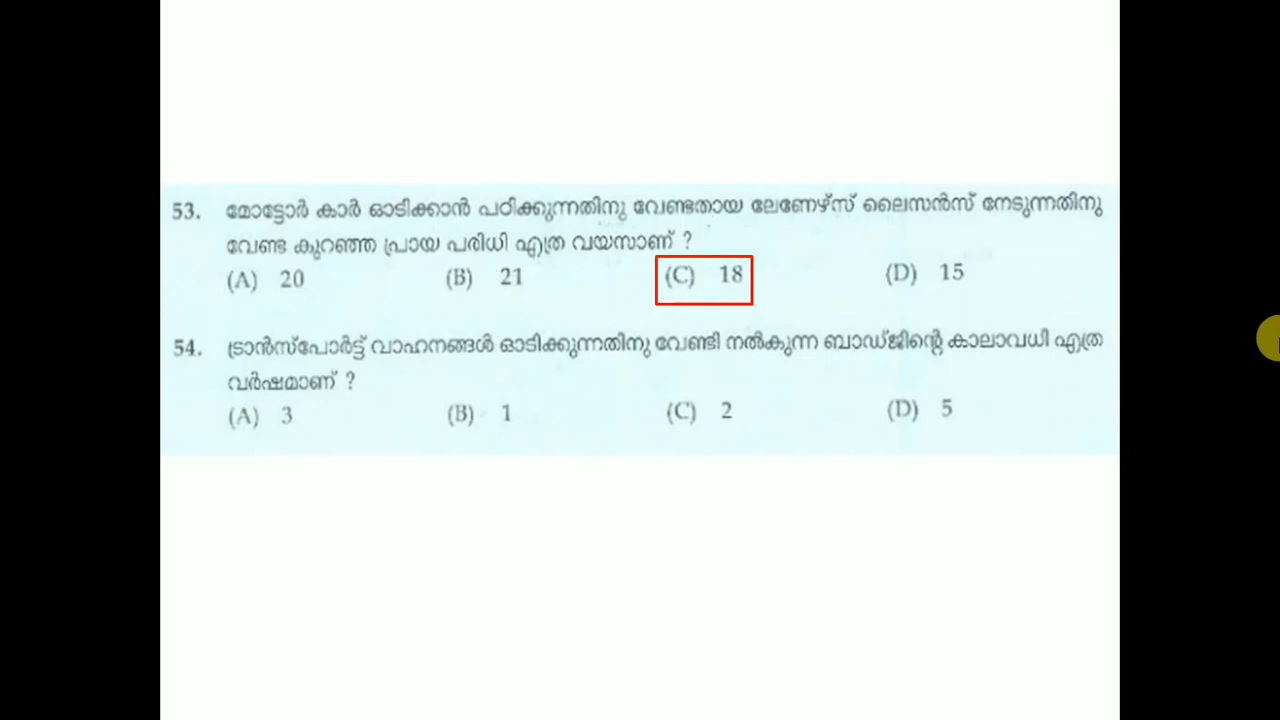 53. മോട്ടോർ കാർ ഓടിക്കാൻ പഠിക്കുന്നതിനു വേണ്ടതായ ലേണേഴ്സ് ലൈസൻസ് നേടുന്നതിനു
വേണ്ട കുറഞ്ഞ പ്രായ പരിധി എത്ര വയസാണ് ?
(A) 20 (B) 21 (C) 18 (D) 15
54. ട്രാൻസ്പോർട്ട് വാഹനങ്ങൾ ഓടിക്കുന്നതിനു വേണ്ടി നൽകുന്ന ബാഡ്ജിന്റെ കാലാവധി എത്ര
വർഷമാണ് ?
(A) 3 (B) 1 (C) 2 (D) 5